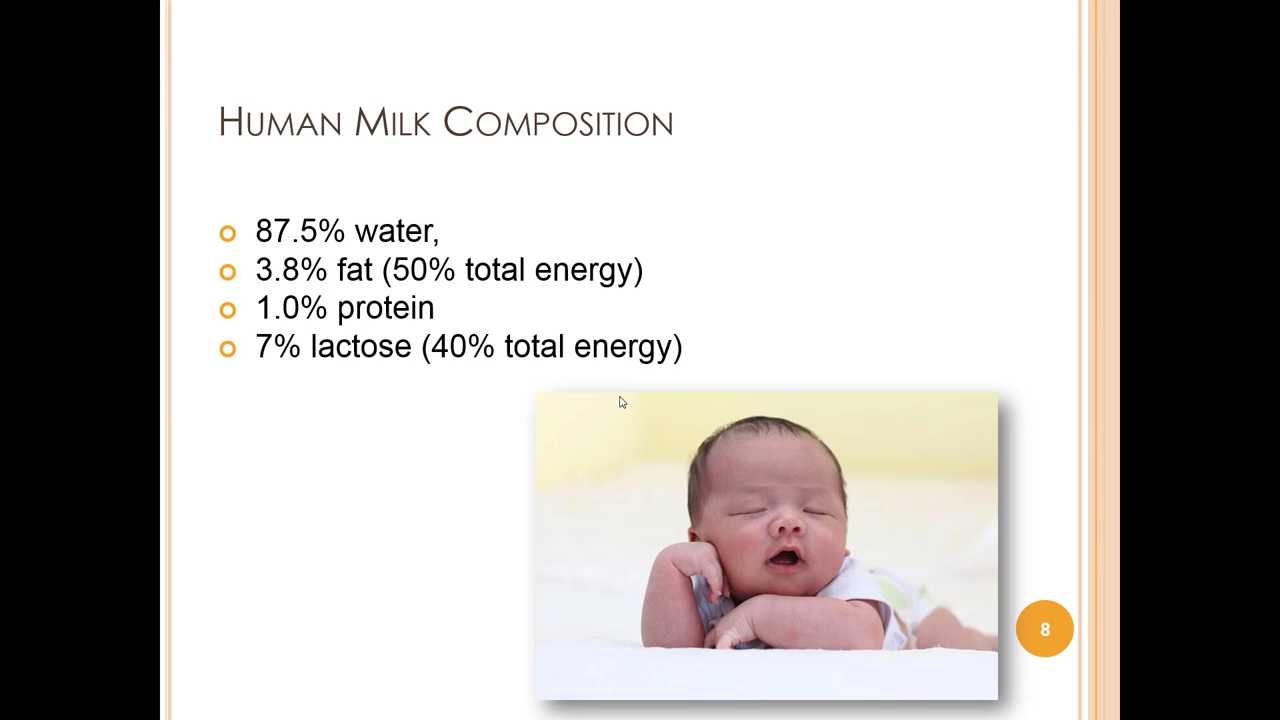 Human Milk Composition
87.5% water,
3.8% fat (50% total energy)
1.0% protein
7% lactose (40% total energy)
8